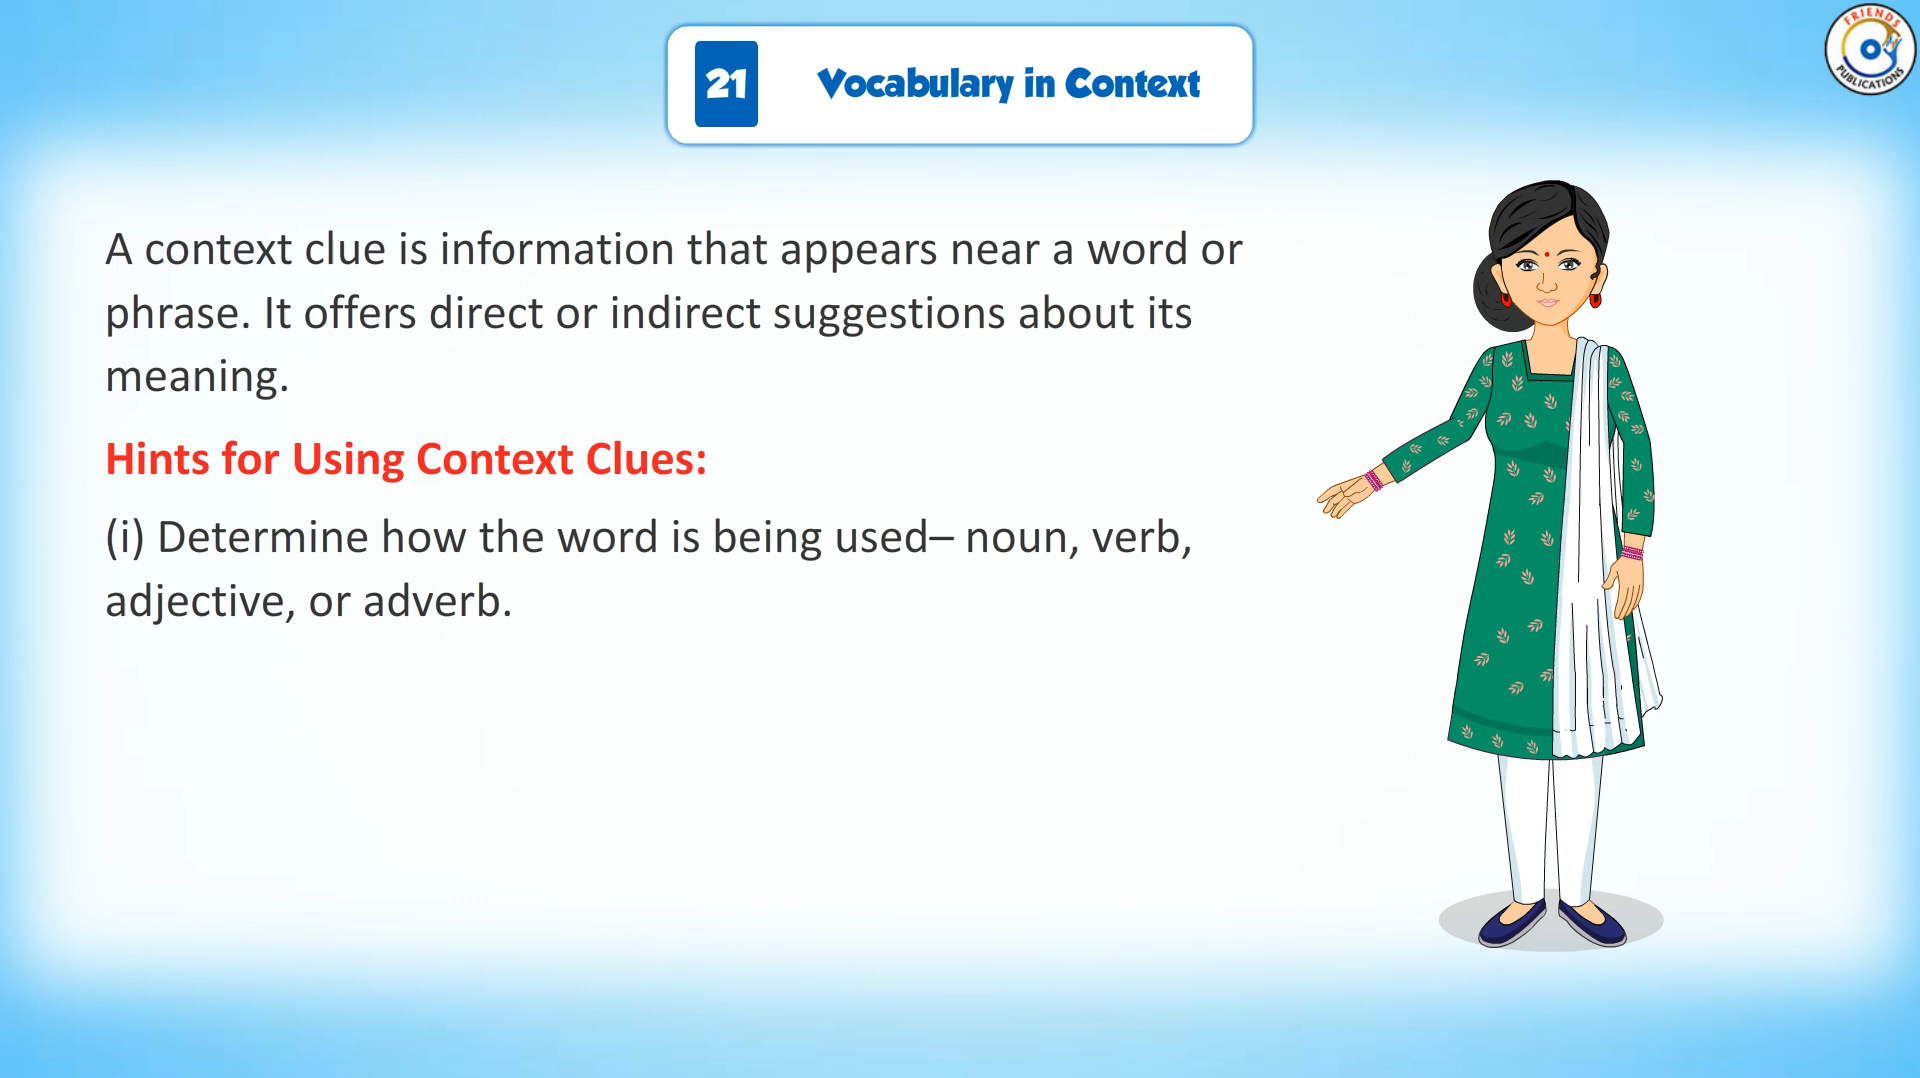 21 Vocabulary in Context
FRIENDS
PUBLICATIONS
A context clue is information that appears near a word or
phrase. It offers direct or indirect suggestions about its
meaning.
Hints for Using Context Clues:
(i) Determine how the word is being used– noun, verb,
adjective, or adverb.